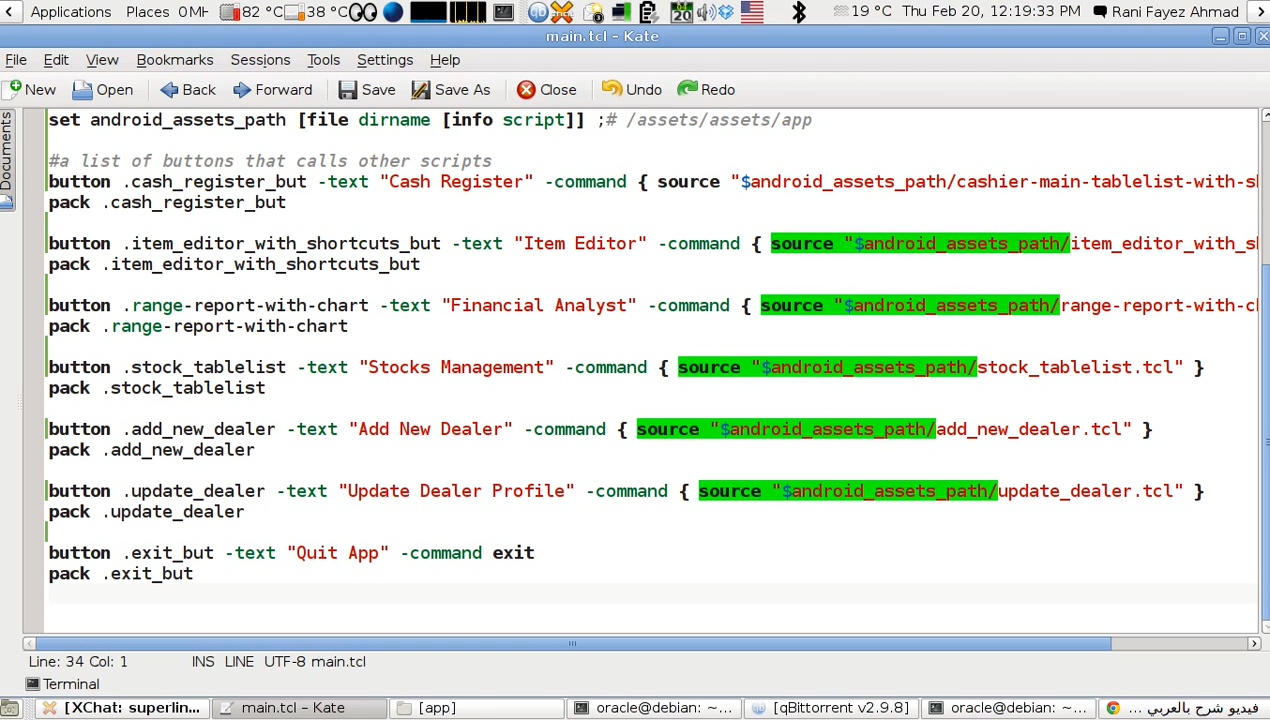 Applications Places 0 MH 82 °C 38 °C 20 19 °C Thu Feb 20, 12:19:33 PM Rani Fayez Ahmad
main.tcl - Kate
File Edit View Bookmarks Sessions Tools Settings Help
New Open Back Forward Save Save As Close Undo Redo
Documents
set android_assets_path [file dirname [info script]] ;# /assets/assets/app
#a list of buttons that calls other scripts
button .cash_register_but -text "Cash Register" -command { source "$android_assets_path/cashier-main-tablelist-with-sh
pack .cash_register_but
button .item_editor_with_shortcuts_but -text "Item Editor" -command { source "$android_assets_path/item_editor_with_sh
pack .item_editor_with_shortcuts_but
button .range-report-with-chart -text "Financial Analyst" -command { source "$android_assets_path/range-report-with-ch
pack .range-report-with-chart
button .stock_tablelist -text "Stocks Management" -command { source "$android_assets_path/stock_tablelist.tcl" }
pack .stock_tablelist
button .add_new_dealer -text "Add New Dealer" -command { source "$android_assets_path/add_new_dealer.tcl" }
pack .add_new_dealer
button .update_dealer -text "Update Dealer Profile" -command { source "$android_assets_path/update_dealer.tcl" }
pack .update_dealer
button .exit_but -text "Quit App" -command exit
pack .exit_but
Line: 34 Col: 1 INS LINE UTF-8 main.tcl
Terminal
[XChat: superlin... main.tcl - Kate [app] oracle@debian: ~... [qBittorrent v2.9.8] oracle@debian: ~... فيديو شرح بالعربي ...